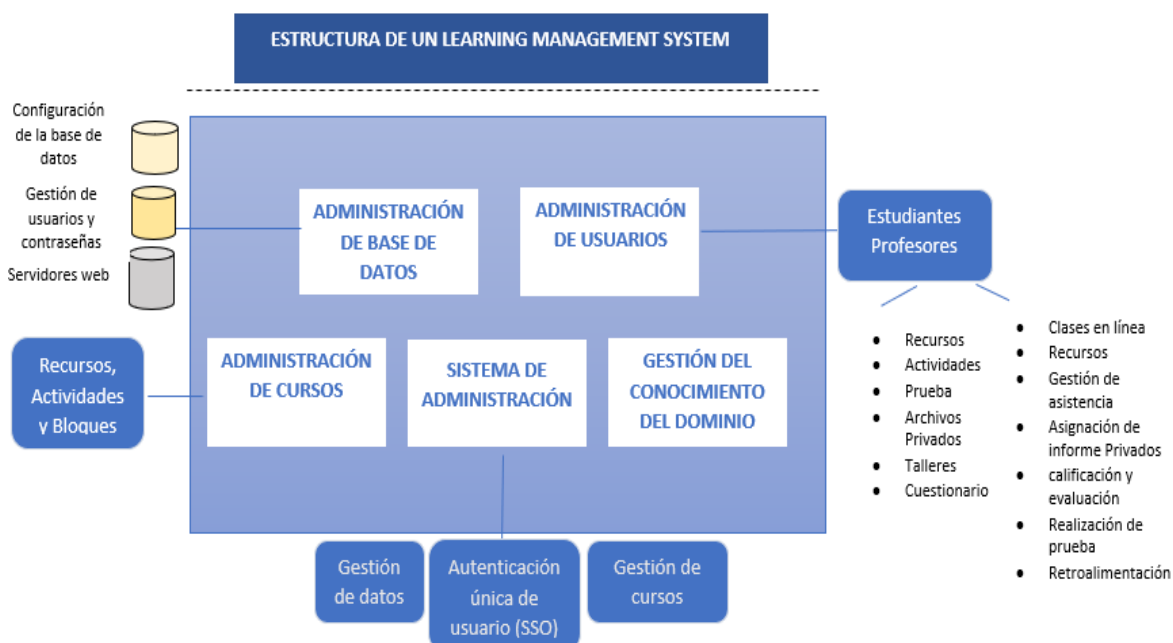 ESTRUCTURA DE UN LEARNING MANAGEMENT SYSTEM
Configuración
de la base de
datos
Gestión de
usuarios y
contraseñas
Servidores web
ADMINISTRACIÓN
DE BASE DE
DATOS
ADMINISTRACIÓN
DE USUARIOS
Estudiantes
Profesores
Recursos,
Actividades
y Bloques
ADMINISTRACIÓN
DE CURSOS
SISTEMA DE
ADMINISTRACIÓN
GESTIÓN DEL
CONOCIMIENTO
DEL DOMINIO
• Recursos
• Actividades
• Prueba
• Archivos
Privados
• Talleres
• Cuestionario
• Clases en línea
• Recursos
• Gestión de
asistencia
• Asignación de
informe Privados
• calificación y
evaluación
• Realización de
prueba
• Retroalimentación
Gestión
de datos
Autenticación
única de
usuario (SSO)
Gestión de
cursos